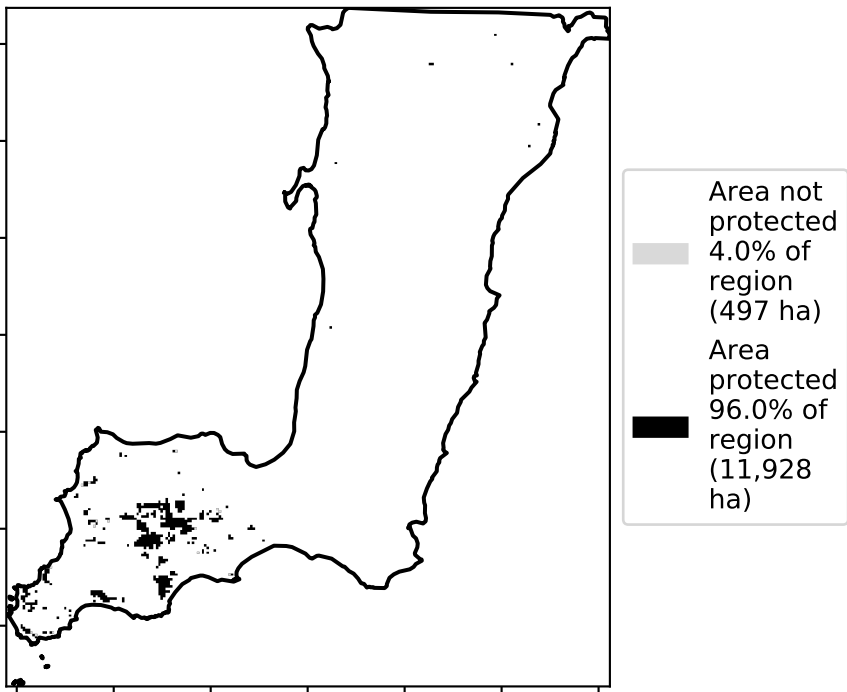 Area not
protected
4.0% of
region
(497 ha)
Area
protected
96.0% of
region
(11,928
ha)